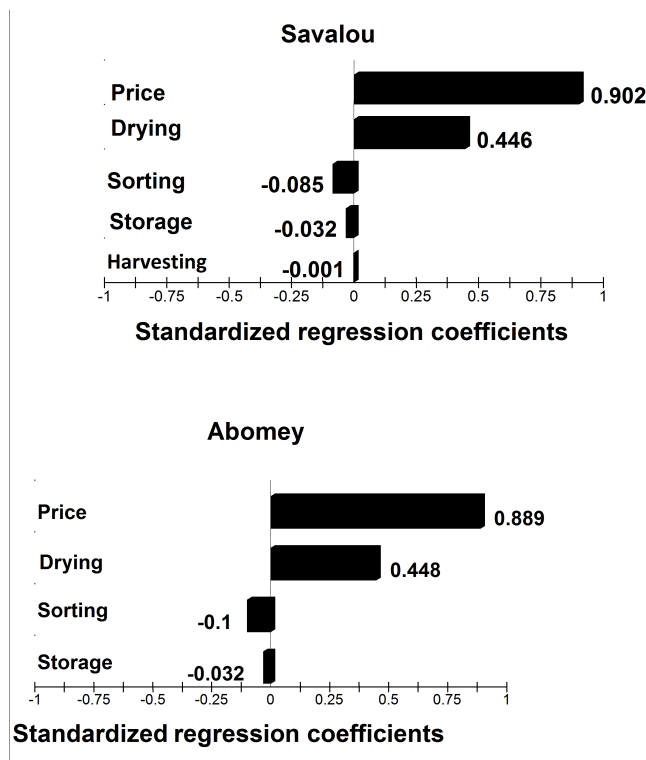 Savalou
Price
0.902
Drying
0.446
Sorting
-0.085
Storage
-0.032
Harvesting
-0.001
-1 -0.75 -0.5 -0.25 0 0.25 0.5 0.75 1
Standardized regression coefficients
Abomey
Price
0.889
Drying
0.448
Sorting
-0.1
Storage
-0.032
-1 -0.75 -0.5 -0.25 0 0.25 0.5 0.75 1
Standardized regression coefficients